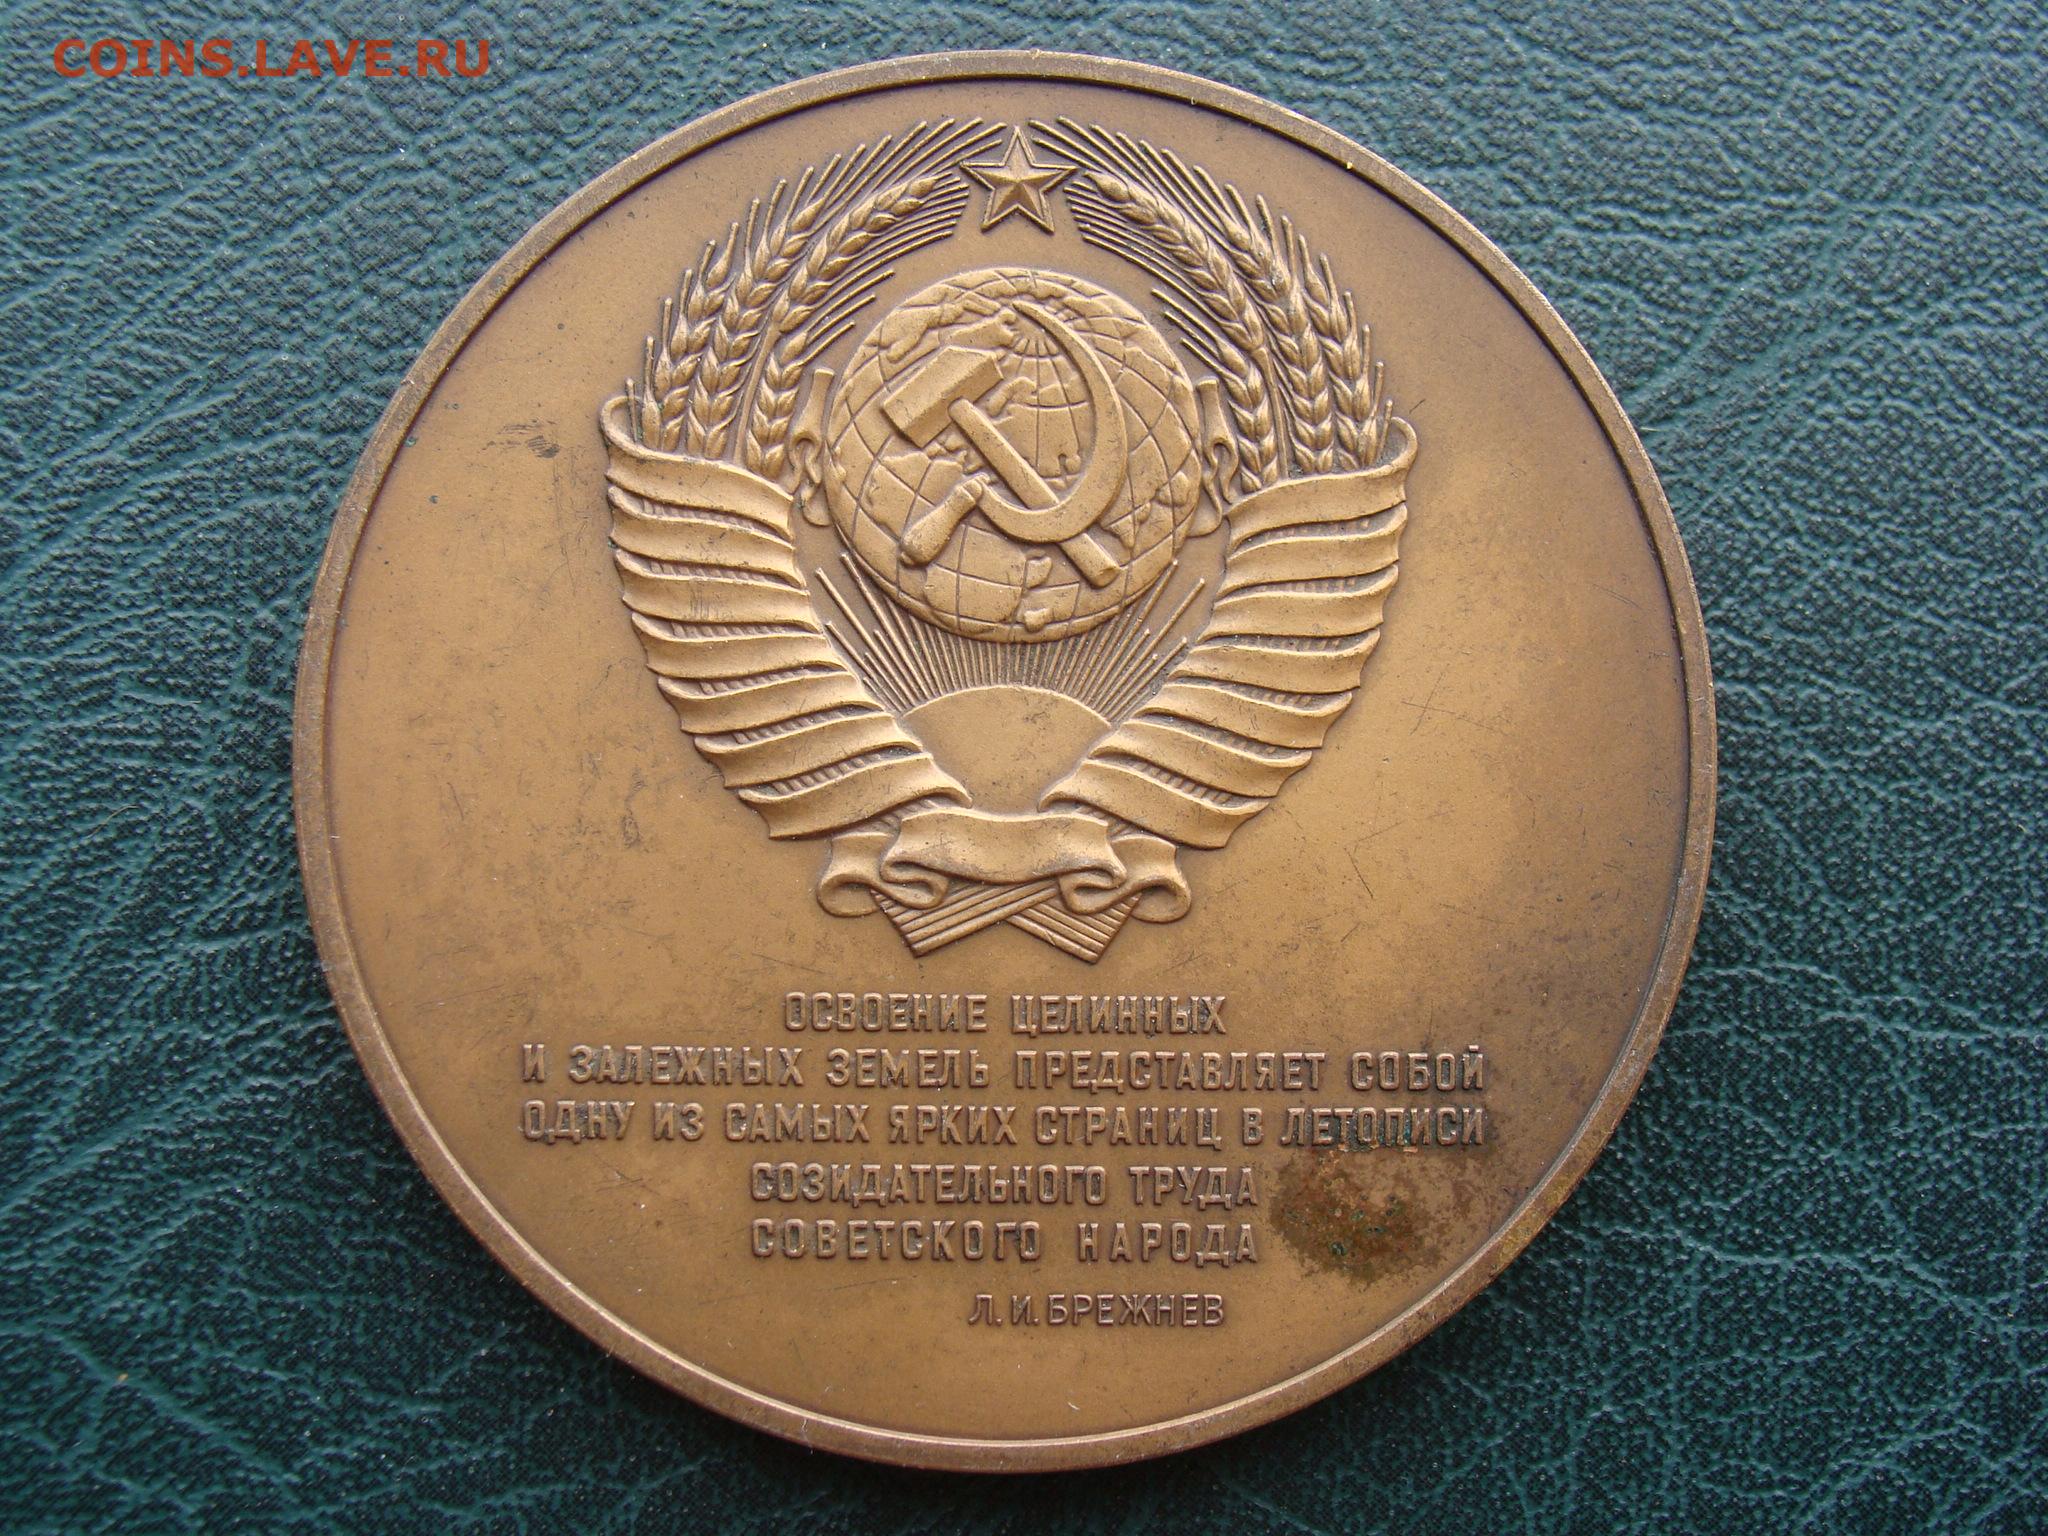 COINS.LAVE.RU
ОСВОЕНИЕ ЦЕЛИННЫХ
И ЗАЛЕЖНЫХ ЗЕМЕЛЬ ПРЕДСТАВЛЯЕТ СОБОЙ
ОДНУ ИЗ САМЫХ ЯРКИХ СТРАНИЦ В ЛЕТОПИСИ
СОЗИДАТЕЛЬНОГО ТРУДА
СОВЕТСКОГО НАРОДА
Л.И.БРЕЖНЕВ